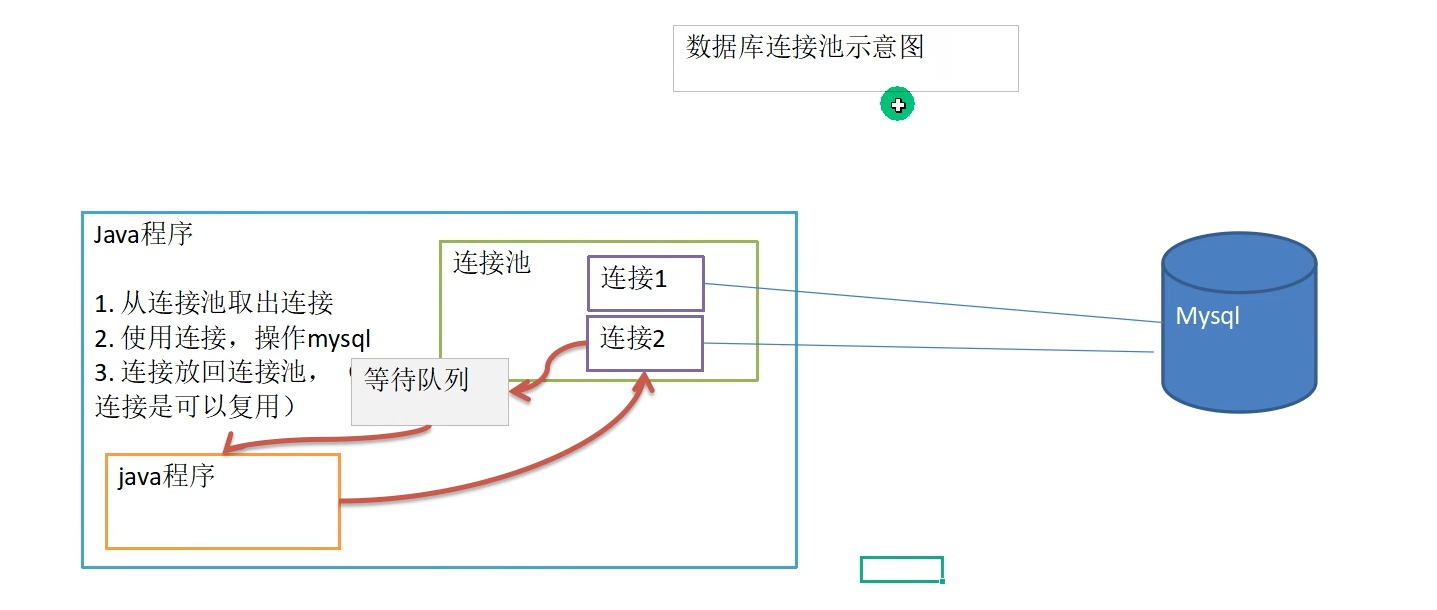 数据库连接池示意图
Java程序
1. 从连接池取出连接
2. 使用连接，操作mysql
3. 连接放回连接池，（
连接是可以复用）
连接池
连接1
连接2
等待队列
java程序
Mysql